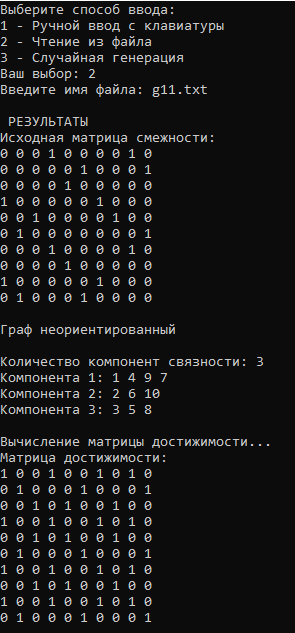 Выберите способ ввода:
1 - Ручной ввод с клавиатуры
2 - Чтение из файла
3 - Случайная генерация
Ваш выбор: 2
Введите имя файла: g11.txt
РЕЗУЛЬТАТЫ
Исходная матрица смежности:
0 0 0 1 0 0 0 0 1 0
0 0 0 0 0 1 0 0 0 1
0 0 0 0 1 0 0 0 0 0
1 0 0 0 0 0 1 0 0 0
0 0 1 0 0 0 0 1 0 0
0 1 0 0 0 0 0 0 0 1
0 0 0 1 0 0 0 0 1 0
0 0 0 0 1 0 0 0 0 0
1 0 0 0 0 0 1 0 0 0
0 1 0 0 0 1 0 0 0 0
Граф неориентированный
Количество компонент связности: 3
Компонента 1: 1 4 9 7
Компонента 2: 2 6 10
Компонента 3: 3 5 8
Вычисление матрицы достижимости...
Матрица достижимости:
1 0 0 1 0 0 1 0 1 0
0 1 0 0 0 1 0 0 0 1
0 0 1 0 1 0 0 1 0 0
1 0 0 1 0 0 1 0 1 0
0 0 1 0 1 0 0 1 0 0
0 1 0 0 0 1 0 0 0 1
1 0 0 1 0 0 1 0 1 0
0 0 1 0 1 0 0 1 0 0
1 0 0 1 0 0 1 0 1 0
0 1 0 0 0 1 0 0 0 1